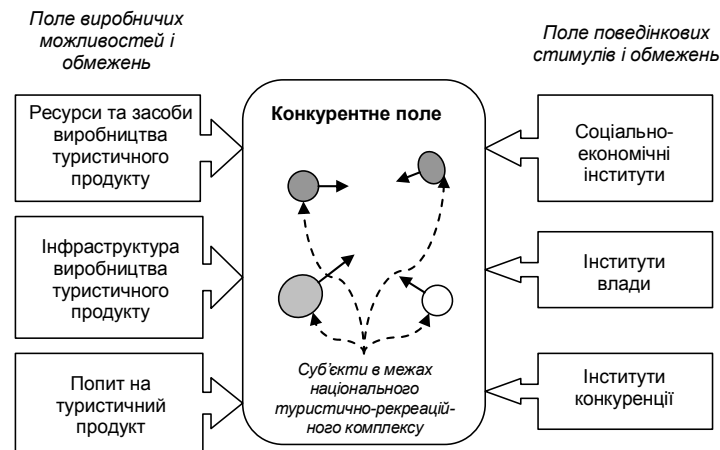 Поле виробничих
можливостей і
обмежень
Ресурси та засоби
виробництва
туристичного
продукту
Інфраструктура
виробництва
туристичного
продукту
Попит на
туристичний
продукт
Конкурентне поле
Суб’єкти в межах
національного
туристично-рекреацій-
ного комплексу
Поле поведінкових
стимулів і обмежень
Соціально-
економічні
інститути
Інститути
влади
Інститути
конкуренції